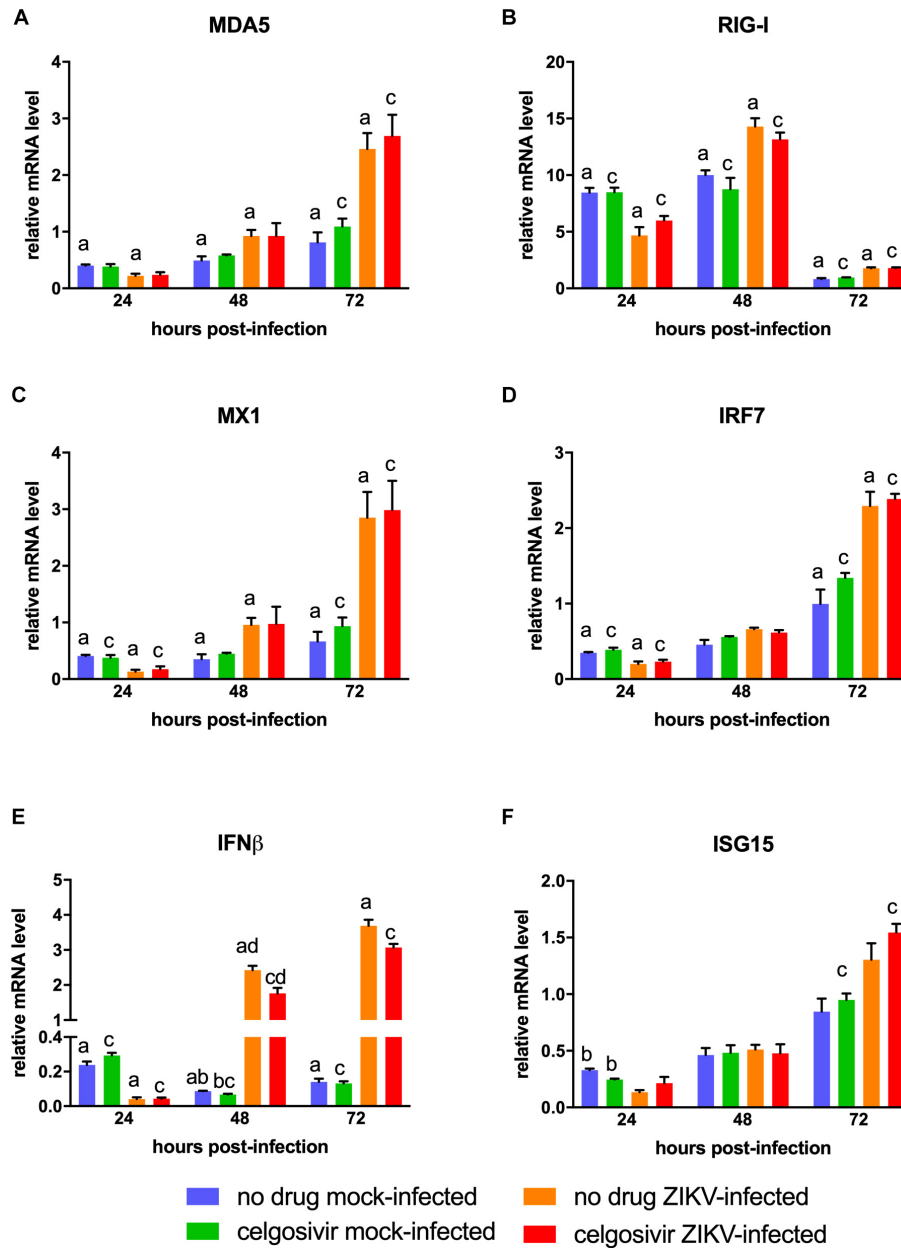 A
MDA5
relative mRNA level
4
3
2
1
0
a a
a a
a c a c
24 48 72
hours post-infection
B
RIG-I
relative mRNA level
20
15
10
5
0
a c a c
a c a c
a c a c
24 48 72
hours post-infection
C
MX1
relative mRNA level
4
3
2
1
0
a c a c
a a
a c a c
24 48 72
hours post-infection
D
IRF7
relative mRNA level
3
2
1
0
a c a c
a c a c
24 48 72
hours post-infection
E
IFNβ
relative mRNA level
5
4
3
2
1
0.4
0.2
0.0
a c a c
ab bc ad cd
a c a c
24 48 72
hours post-infection
F
ISG15
relative mRNA level
2.0
1.5
1.0
0.5
0.0
b b
c c
24 48 72
hours post-infection
no drug mock-infected
no drug ZIKV-infected
celgosivir mock-infected
celgosivir ZIKV-infected